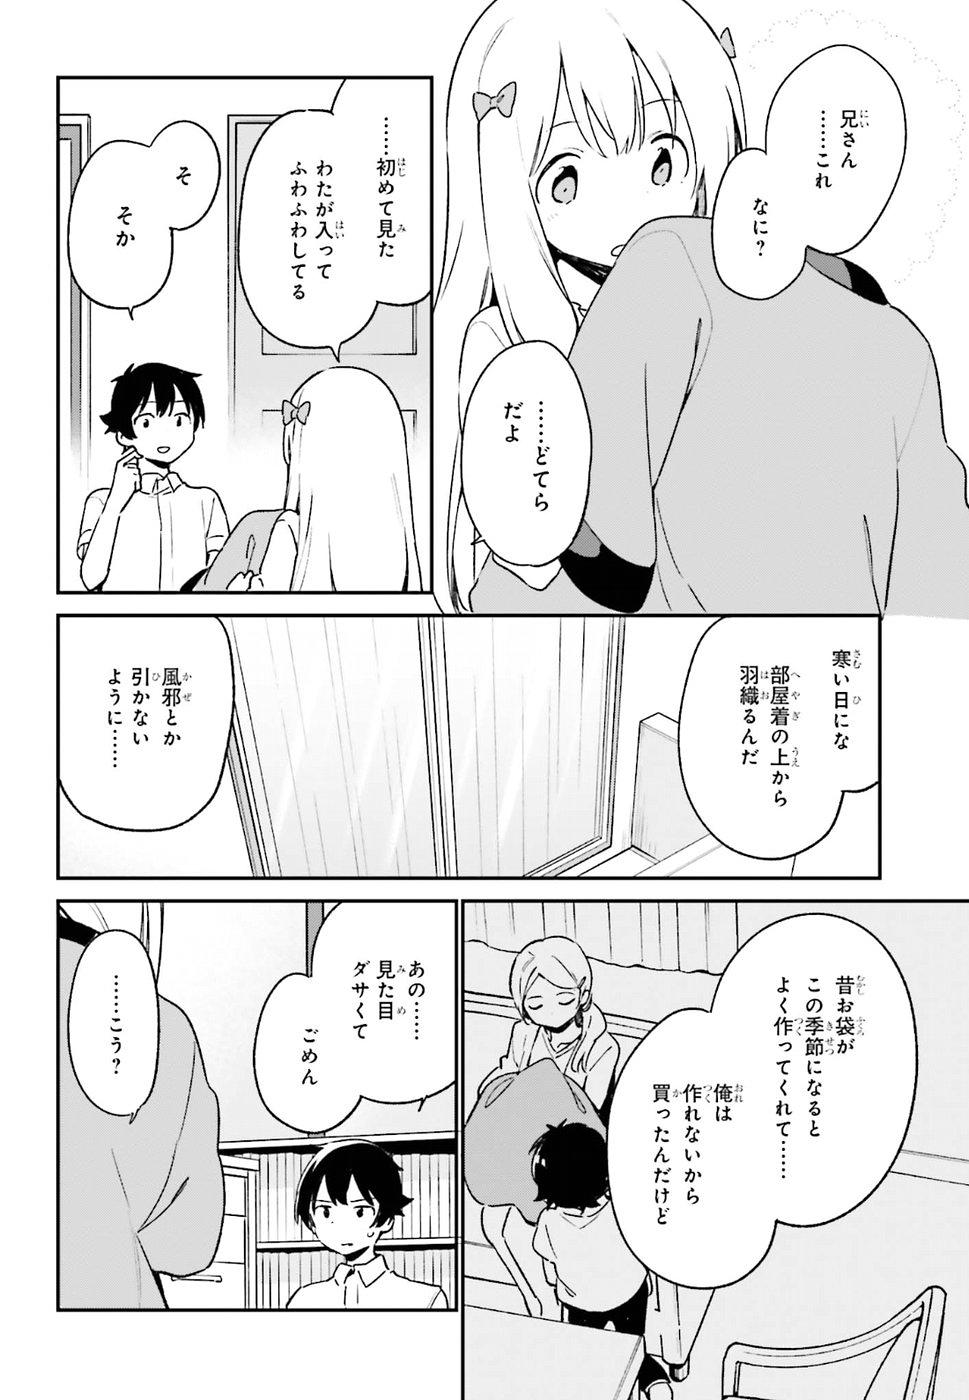 兄さん
……これ
なに？
……どてら
だよ
……初めて見た
わたが入って
ふわふわしてる
そ
そか
寒い日にな
部屋着の上から
羽織るんだ
風邪とか
引かない
ように……
昔お袋が
この季節になると
よく作ってくれて……
俺は
作れないから
買ったんだけど
あの……
見た目
ダサくて
ごめん
……こう？